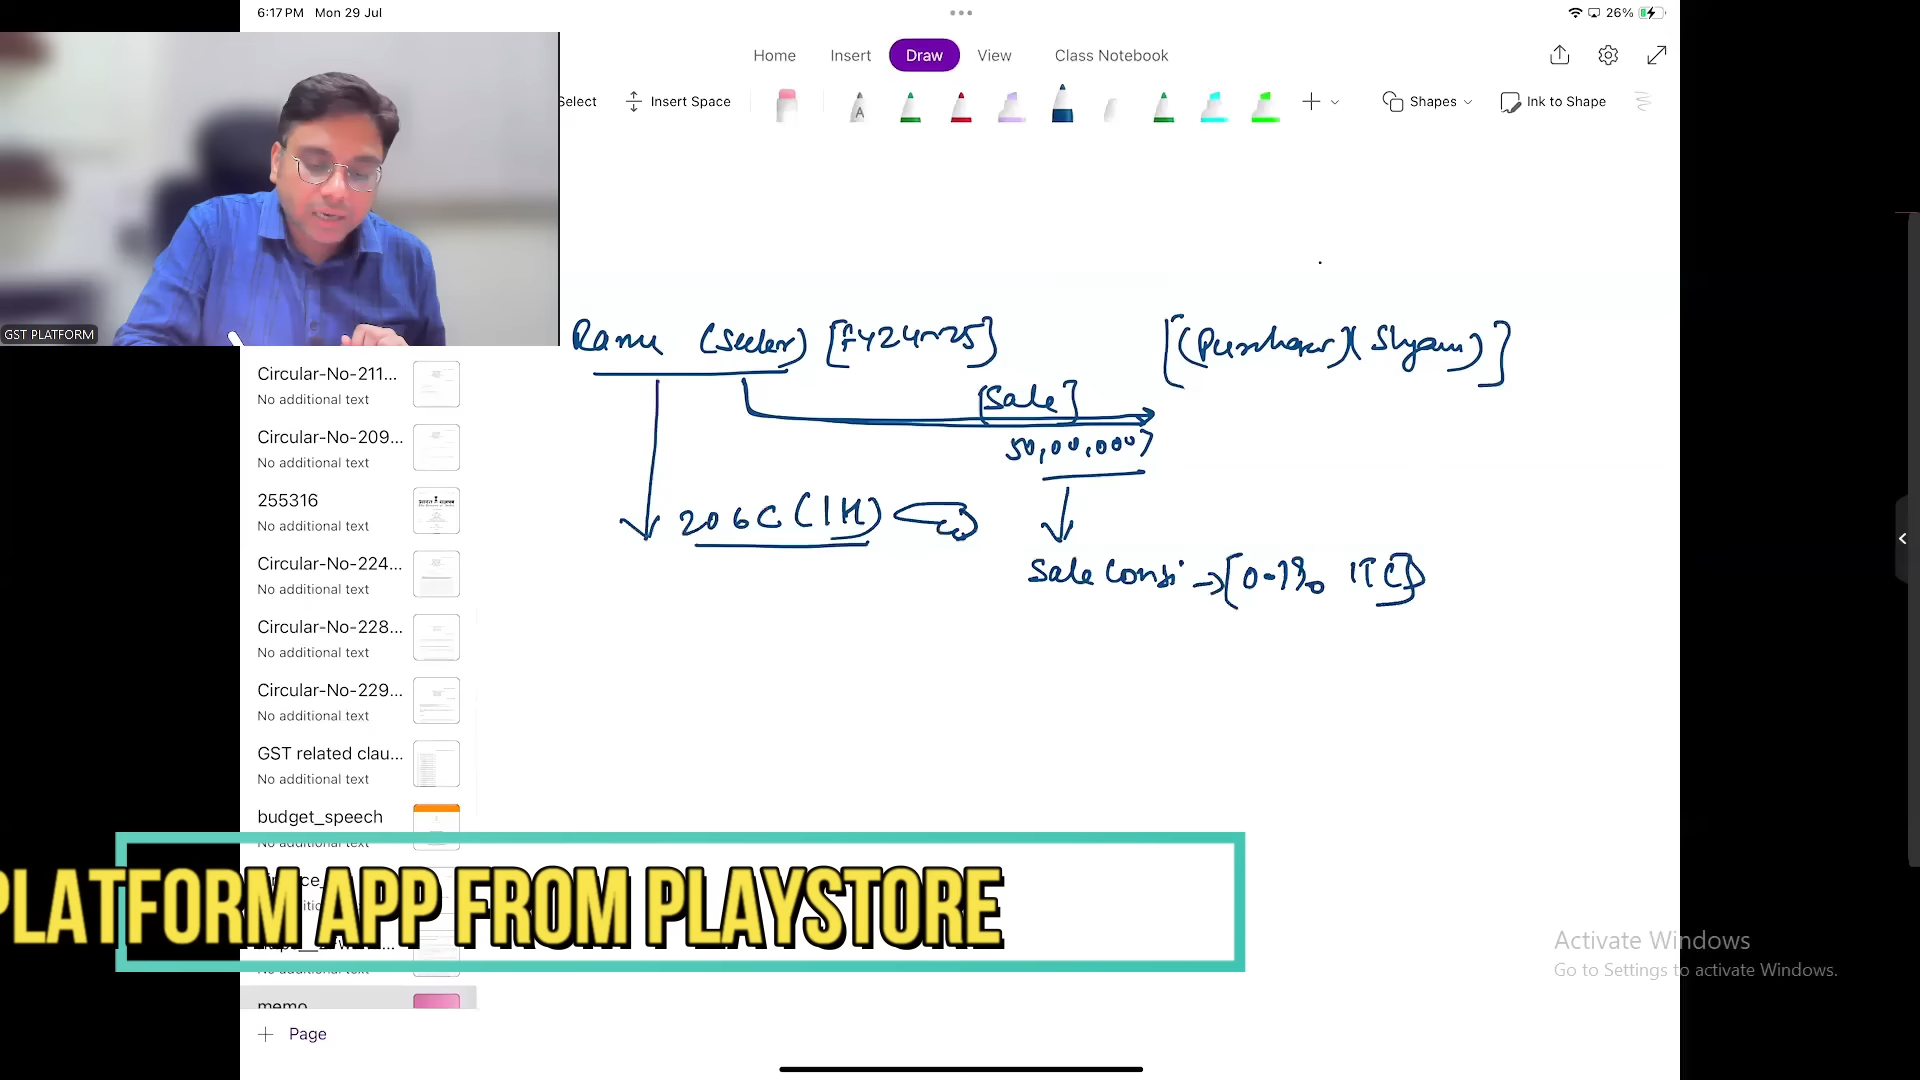 6:17 PM Mon 29 Jul
26%
Home Insert Draw View Class Notebook
Select Insert Space
A
Shapes Ink to Shape
GST PLATFORM
Ramu (Seller) [FY24-25]
[(Purchaser)(Shyam)]
[Sale]
50,00,000
206C (1H)
Sale Consi → [0.1%
Circular-No-211...
No additional text
Circular-No-209...
No additional text
255316
No additional text
Circular-No-224...
No additional text
Circular-No-228...
No additional text
Circular-No-229...
No additional text
GST related clau...
No additional text
budget_speech
No additional text
PLATFORM APP FROM PLAYSTORE
memo
+ Page
Activate Windows
Go to Settings to activate Windows.